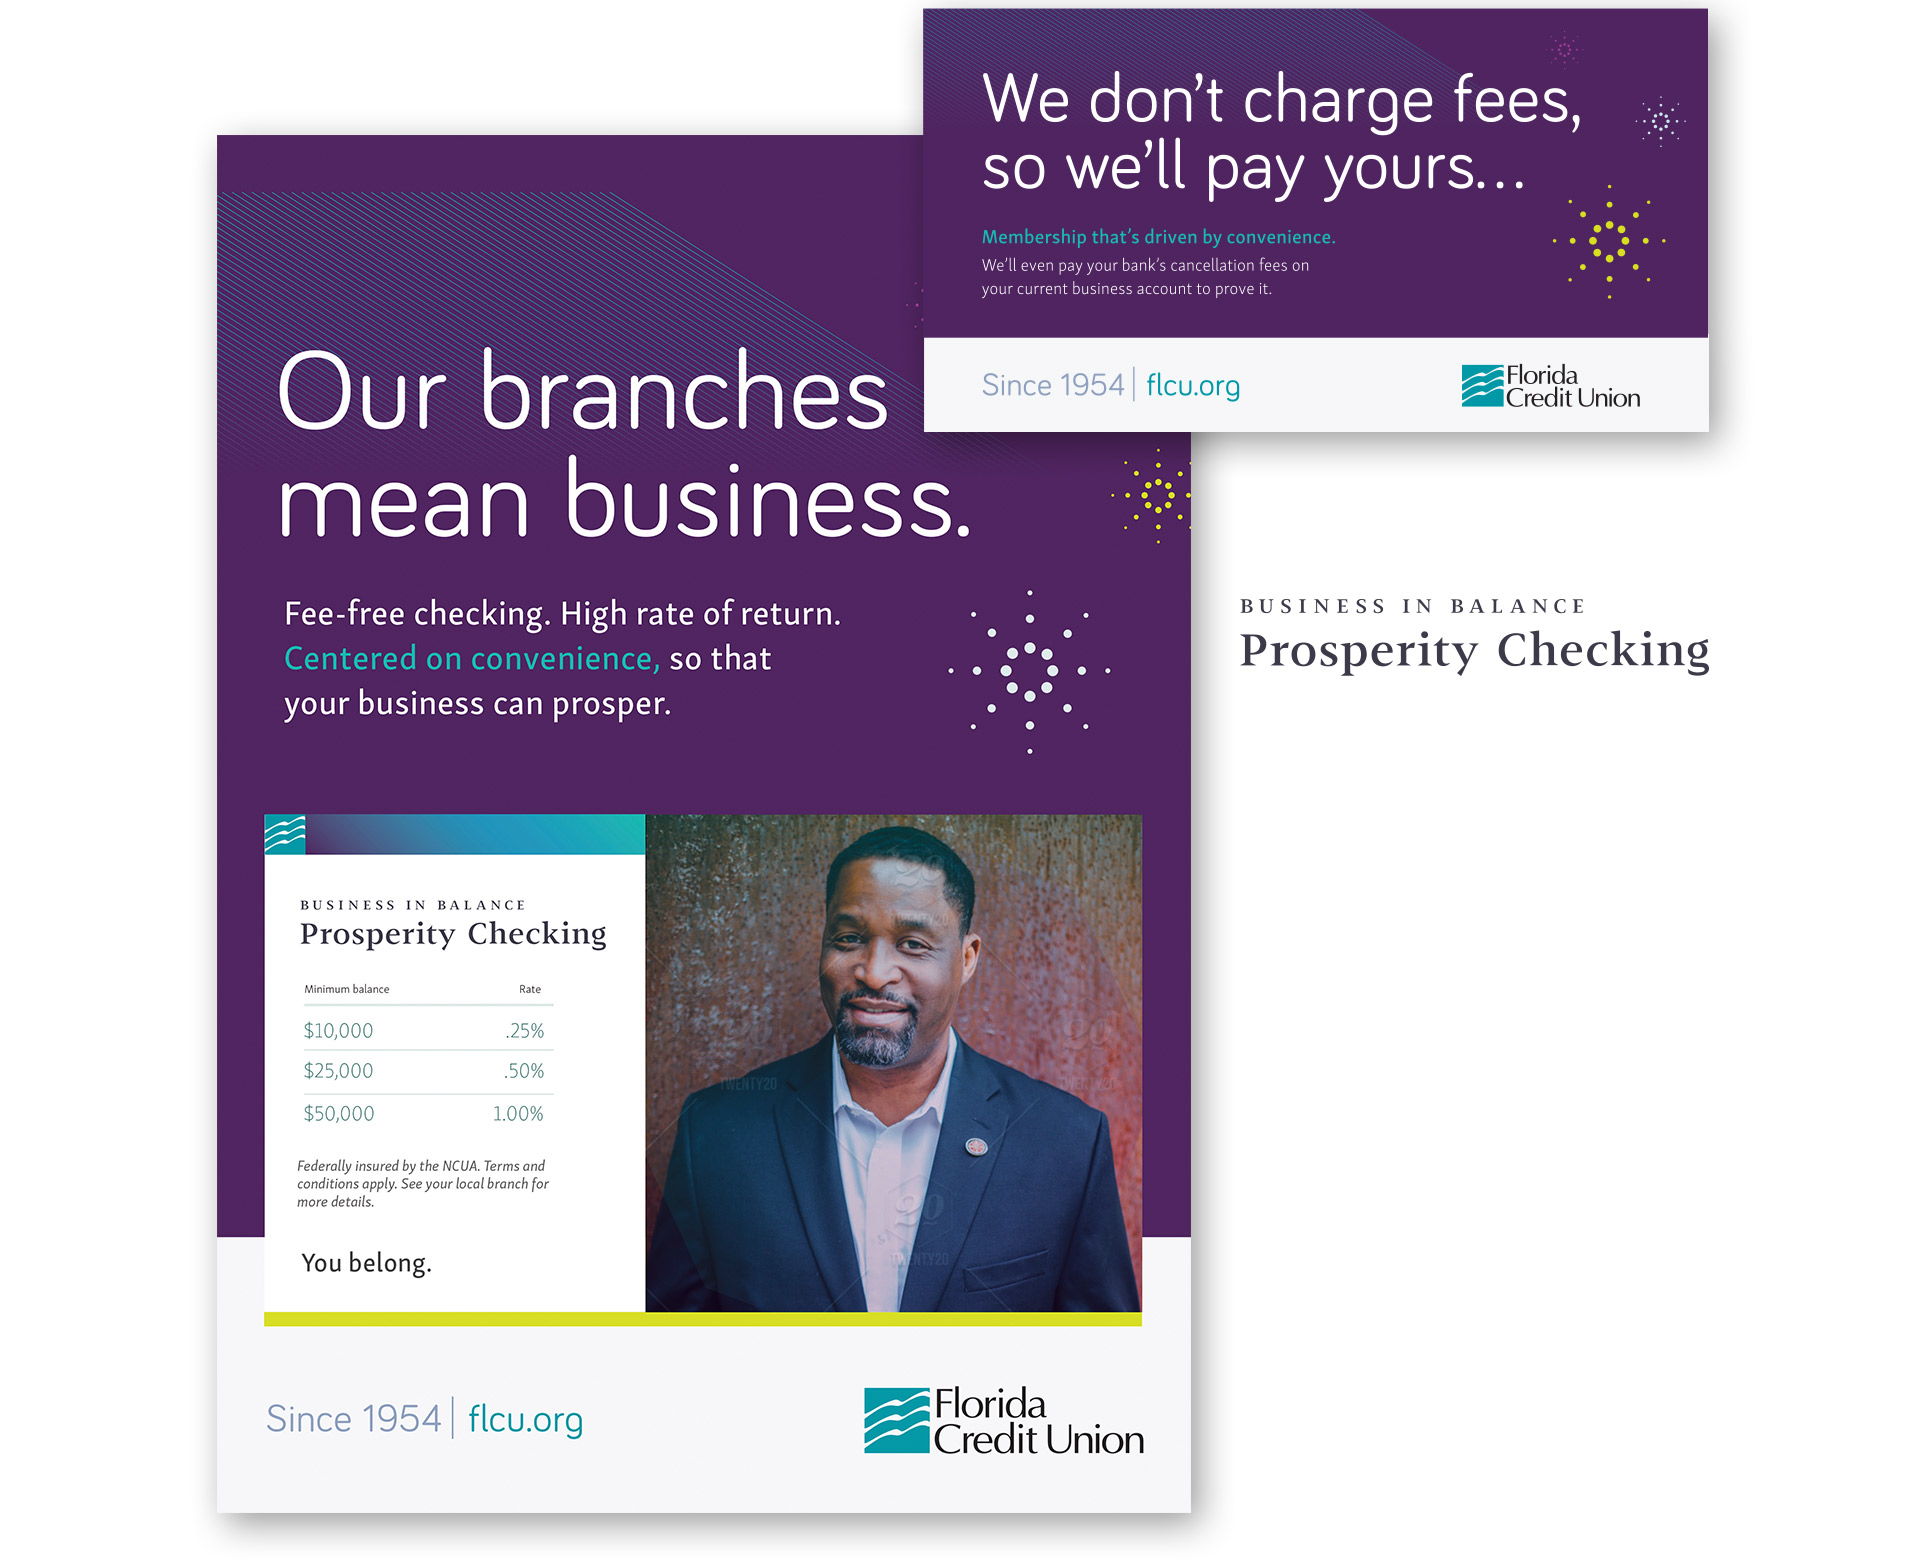 We don't charge fees,
so we'll pay yours...
Membership that's driven by convenience.
We'll even pay your bank's cancellation fees on
your current business account to prove it.
Since 1954 | flcu.org
Florida
Credit Union
Our branches
mean business.
Fee-free checking. High rate of return.
Centered on convenience, so that
your business can prosper.
BUSINESS IN BALANCE
Prosperity Checking
BUSINESS IN BALANCE
Prosperity Checking
Minimum balance Rate
$10,000 .25%
$25,000 .50%
$50,000 1.00%
Federally insured by the NCUA. Terms and
conditions apply. See your local branch for
more details.
You belong.
TWENTY20
TWENTY20
20
TWENTY20
Since 1954 | flcu.org
Florida
Credit Union